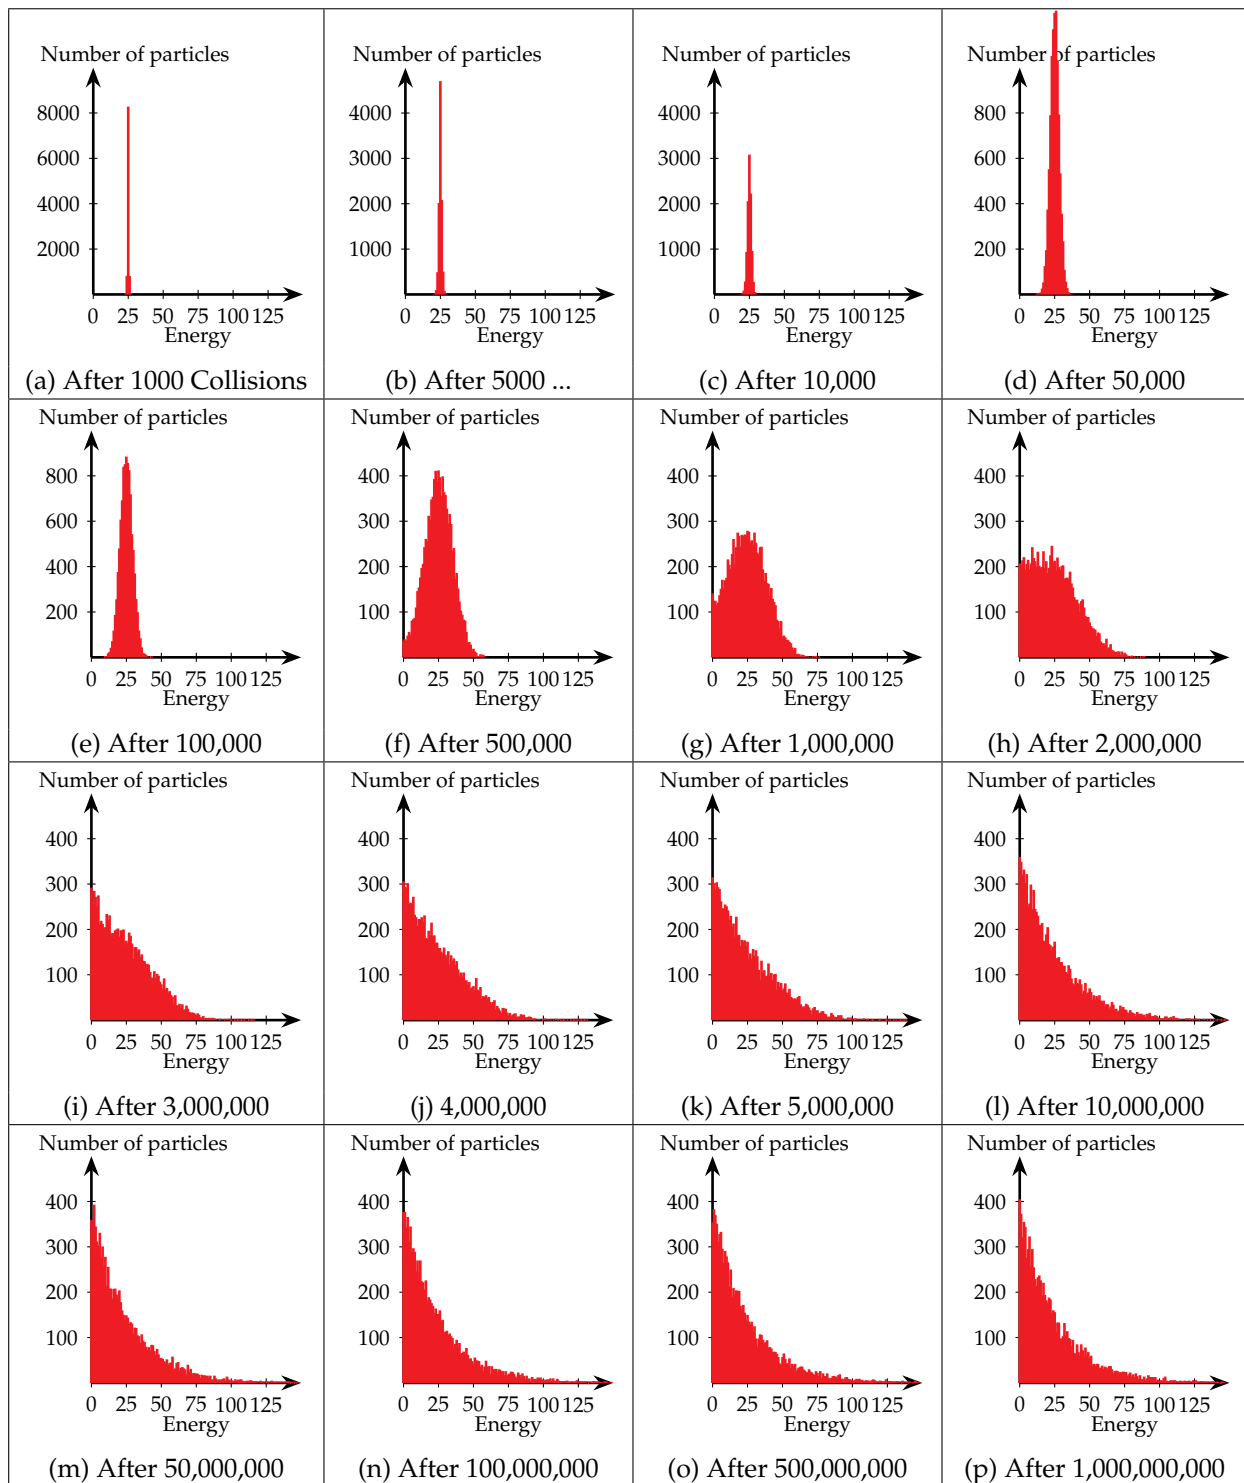 Number of particles
8000
6000
4000
2000
0 25 50 75 100 125
Energy
(a) After 1000 Collisions
Number of particles
4000
3000
2000
1000
0 25 50 75 100 125
Energy
(b) After 5000 ...
Number of particles
4000
3000
2000
1000
0 25 50 75 100 125
Energy
(c) After 10,000
Number of particles
800
600
400
200
0 25 50 75 100 125
Energy
(d) After 50,000
Number of particles
800
600
400
200
0 25 50 75 100 125
Energy
(e) After 100,000
Number of particles
400
300
200
100
0 25 50 75 100 125
Energy
(f) After 500,000
Number of particles
400
300
200
100
0 25 50 75 100 125
Energy
(g) After 1,000,000
Number of particles
400
300
200
100
0 25 50 75 100 125
Energy
(h) After 2,000,000
Number of particles
400
300
200
100
0 25 50 75 100 125
Energy
(i) After 3,000,000
Number of particles
400
300
200
100
0 25 50 75 100 125
Energy
(j) 4,000,000
Number of particles
400
300
200
100
0 25 50 75 100 125
Energy
(k) After 5,000,000
Number of particles
400
300
200
100
0 25 50 75 100 125
Energy
(l) After 10,000,000
Number of particles
400
300
200
100
0 25 50 75 100 125
Energy
(m) After 50,000,000
Number of particles
400
300
200
100
0 25 50 75 100 125
Energy
(n) After 100,000,000
Number of particles
400
300
200
100
0 25 50 75 100 125
Energy
(o) After 500,000,000
Number of particles
400
300
200
100
0 25 50 75 100 125
Energy
(p) After 1,000,000,000